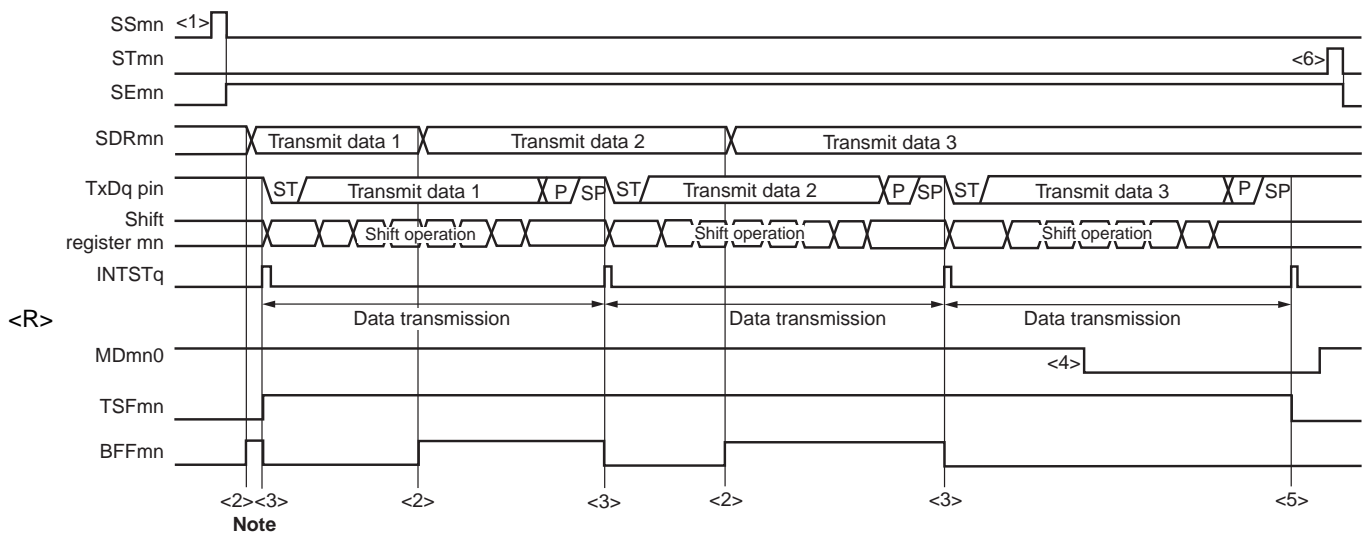 SSmn <1>
STmn <6>
SEmn
SDRmn Transmit data 1 Transmit data 2 Transmit data 3
TxDq pin ST Transmit data 1 P SP ST Transmit data 2 P SP ST Transmit data 3 P SP
Shift
register mn Shift operation Shift operation Shift operation
INTSTq
<R> Data transmission Data transmission Data transmission
MDmn0 <4>
TSFmn
BFFmn
<2><3> <2> <3> <2> <3> <5>
Note